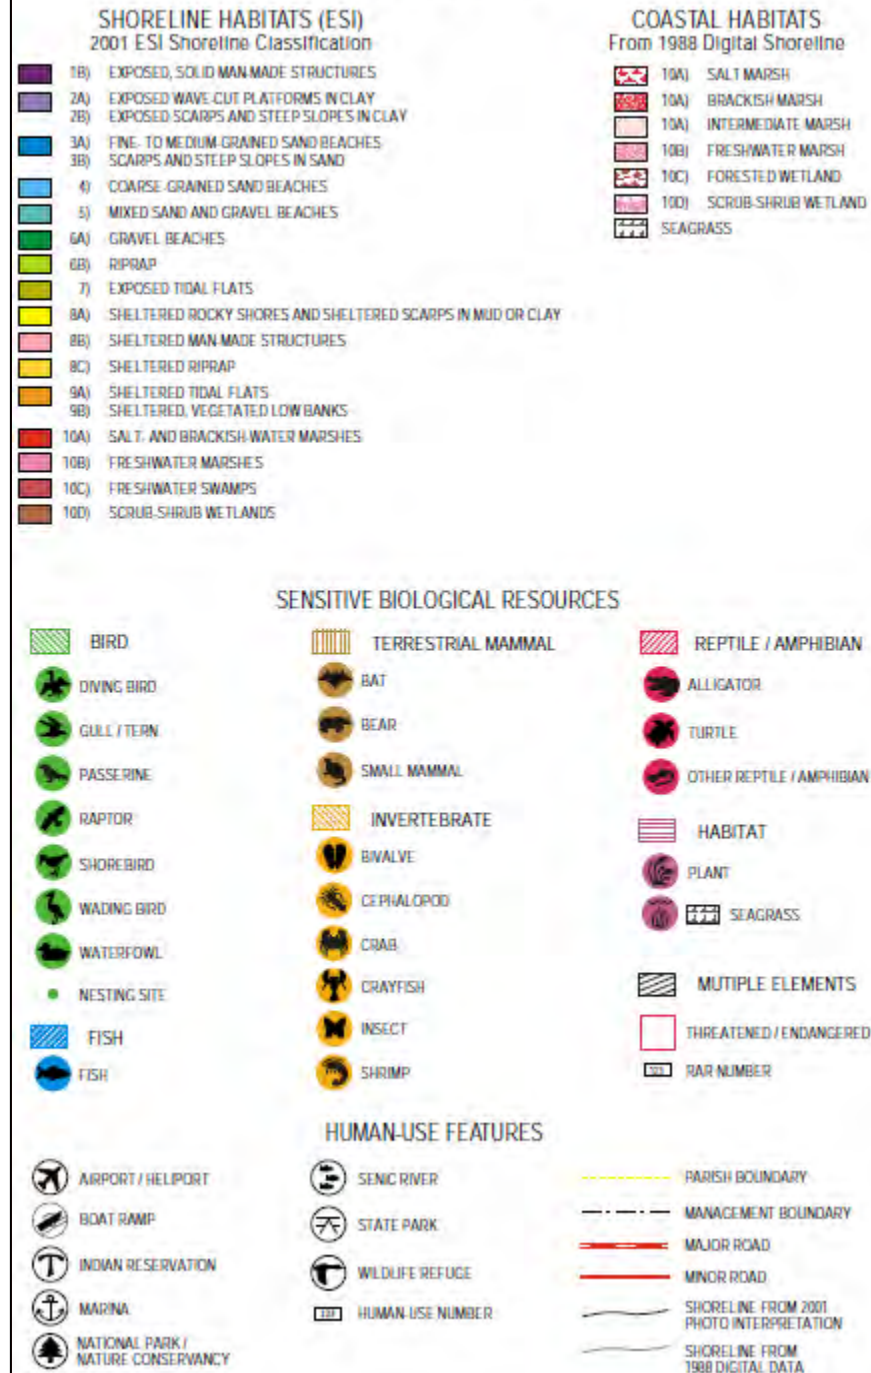 SHORELINE HABITATS (ESI)
2001 ESI Shoreline Classification
1B) EXPOSED, SOLID MAN-MADE STRUCTURES
2A) EXPOSED WAVE-CUT PLATFORMS IN CLAY
2B) EXPOSED SCARPS AND STEEP SLOPES IN CLAY
3A) FINE- TO MEDIUM-GRAINED SAND BEACHES
3B) SCARPS AND STEEP SLOPES IN SAND
4) COARSE-GRAINED SAND BEACHES
5) MIXED SAND AND GRAVEL BEACHES
6A) GRAVEL BEACHES
6B) RIPRAP
7) EXPOSED TIDAL FLATS
8A) SHELTERED ROCKY SHORES AND SHELTERED SCARPS IN MUD OR CLAY
8B) SHELTERED MAN-MADE STRUCTURES
8C) SHELTERED RIPRAP
9A) SHELTERED TIDAL FLATS
9B) SHELTERED, VEGETATED LOW BANKS
10A) SALT- AND BRACKISH-WATER MARSHES
10B) FRESHWATER MARSHES
10C) FRESHWATER SWAMPS
10D) SCRUB-SHRUB WETLANDS
COASTAL HABITATS
From 1988 Digital Shoreline
10A) SALT MARSH
10A) BRACKISH MARSH
10A) INTERMEDIATE MARSH
10B) FRESHWATER MARSH
10C) FORESTED WETLAND
10D) SCRUB-SHRUB WETLAND
SEAGRASS
SENSITIVE BIOLOGICAL RESOURCES
BIRD
DIVING BIRD
GULL / TERN
PASSERINE
RAPTOR
SHOREBIRD
WADING BIRD
WATERFOWL
NESTING SITE
FISH
FISH
TERRESTRIAL MAMMAL
BAT
BEAR
SMALL MAMMAL
INVERTEBRATE
BIVALVE
CEPHALOPOD
CRAB
CRAYFISH
INSECT
SHRIMP
REPTILE / AMPHIBIAN
ALLIGATOR
TURTLE
OTHER REPTILE / AMPHIBIAN
HABITAT
PLANT
SEAGRASS
MUTIPLE ELEMENTS
THREATENED / ENDANGERED
RAR NUMBER
HUMAN-USE FEATURES
AIRPORT / HELIPORT
BOAT RAMP
INDIAN RESERVATION
MARINA
NATIONAL PARK /
NATURE CONSERVANCY
SENIC RIVER
STATE PARK
WILDLIFE REFUGE
HUMAN-USE NUMBER
PARISH BOUNDARY
MANAGEMENT BOUNDARY
MAJOR ROAD
MINOR ROAD
SHORELINE FROM 2001
PHOTO INTERPRETATION
SHORELINE FROM
1988 DIGITAL DATA